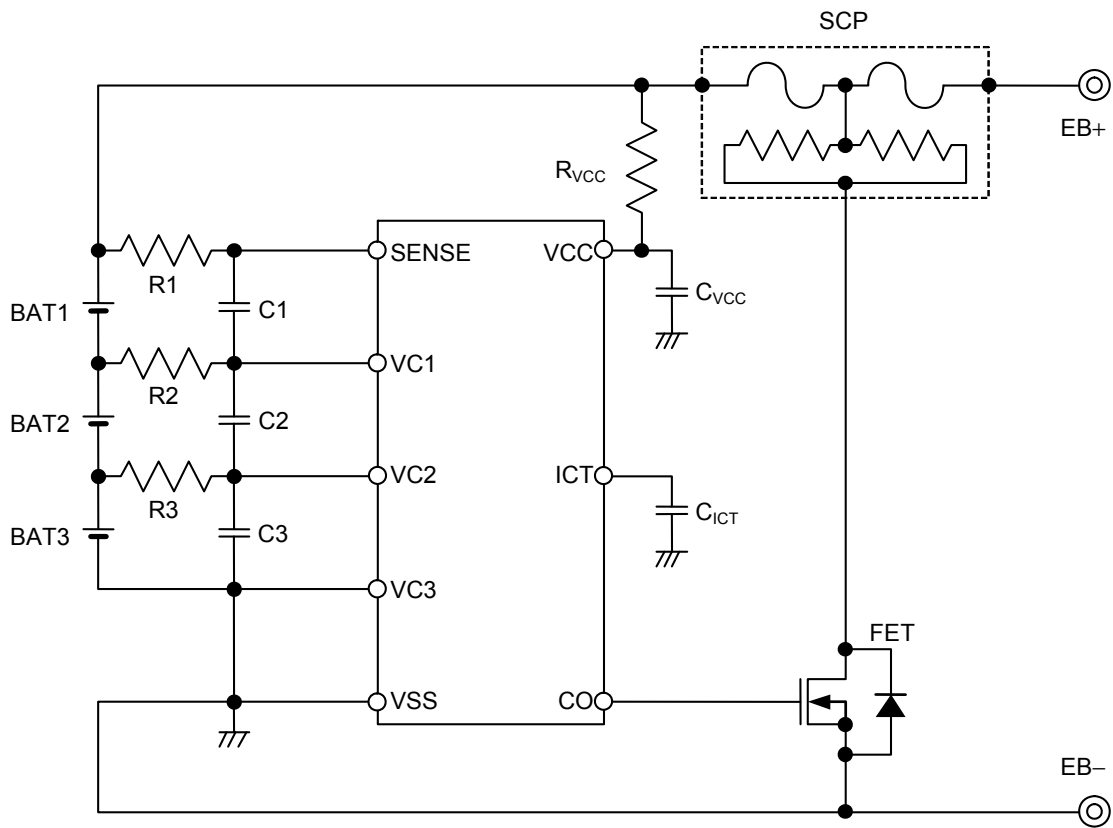 SCP
EB+
RVCC
SENSE
VCC
R1
BAT1
C1
CVCC
VC1
R2
BAT2
C2
VC2
ICT
R3
BAT3
C3
CICT
VC3
FET
VSS
CO
EB−